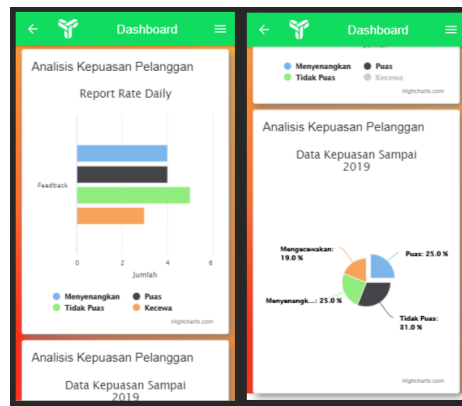 Dashboard
Analisis Kepuasan Pelanggan
Report Rate Daily
Feedback
0 2 4 6
Jumlah
Menyenangkan Puas
Tidak Puas Kecewa
Highcharts.com
Analisis Kepuasan Pelanggan
Data Kepuasan Sampai
2019
Dashboard
Menyenangkan Puas
Tidak Puas Kecewa
Highcharts.com
Analisis Kepuasan Pelanggan
Data Kepuasan Sampai
2019
Mengecewakan:
19.0 %
Puas: 25.0 %
Menyenangk...: 25.0 %
Tidak Puas:
31.0 %
Highcharts.com